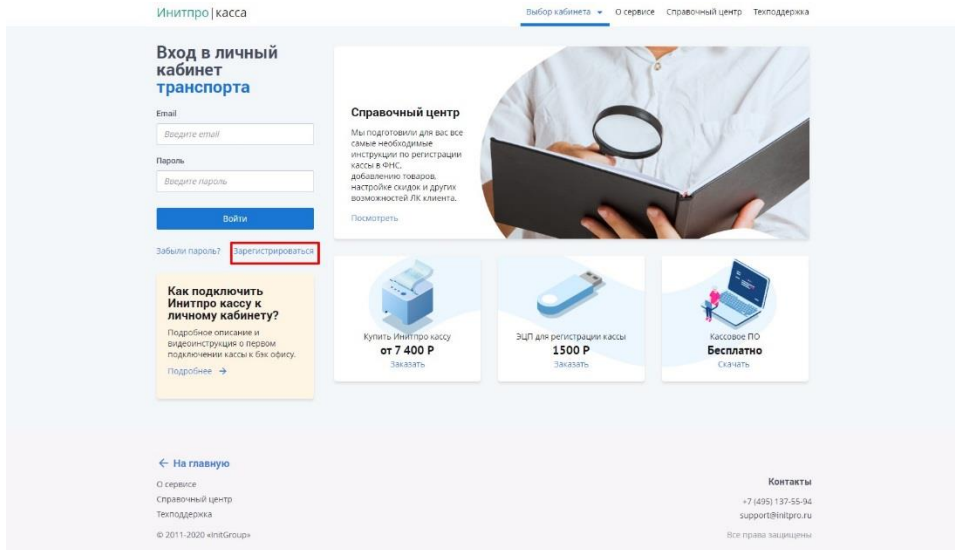 Инитпро|касса
Выбор кабинета
О сервисе
Справочный центр
Техподдержка
Вход в личный
кабинет
транспорта
Email
Введите email
Пароль
Введите пароль
Войти
Забыли пароль?
Зарегистрироваться
Как подключить
Инитпро кассу к
личному кабинету?
Подробное описание и
видеоинструкция о первом
подключении кассы к бэк офису.
Подробнее →
Справочный центр
Мы подготовили для вас все
самые необходимые
инструкции по регистрации
кассы в ФНС,
добавлению товаров,
настройке скидок и других
возможностей ЛК клиента.
Посмотреть
Купить Инитпро кассу
от 7 400 Р
Заказать
ЭЦП для регистрации кассы
1500 Р
Заказать
Кассовое ПО
Бесплатно
Скачать
← На главную
О сервисе
Справочный центр
Техподдержка
© 2011-2020 «InitGroup»
Контакты
+7 (495) 137-55-94
support@initpro.ru
Все права защищены